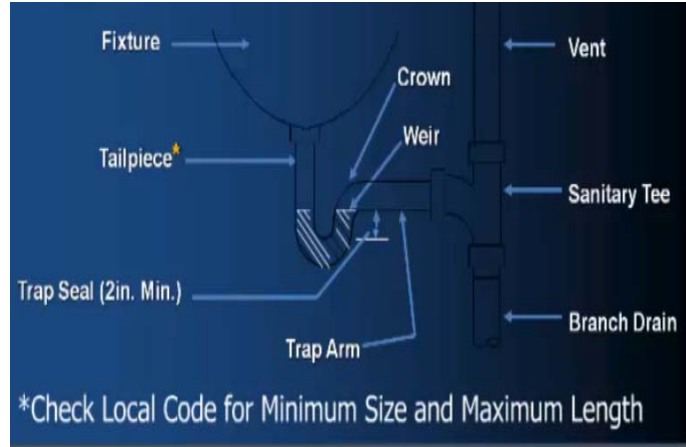 Fixture
Vent
Crown
Weir
Tailpiece*
Sanitary Tee
Trap Seal (2in. Min.)
Branch Drain
Trap Arm
*Check Local Code for Minimum Size and Maximum Length